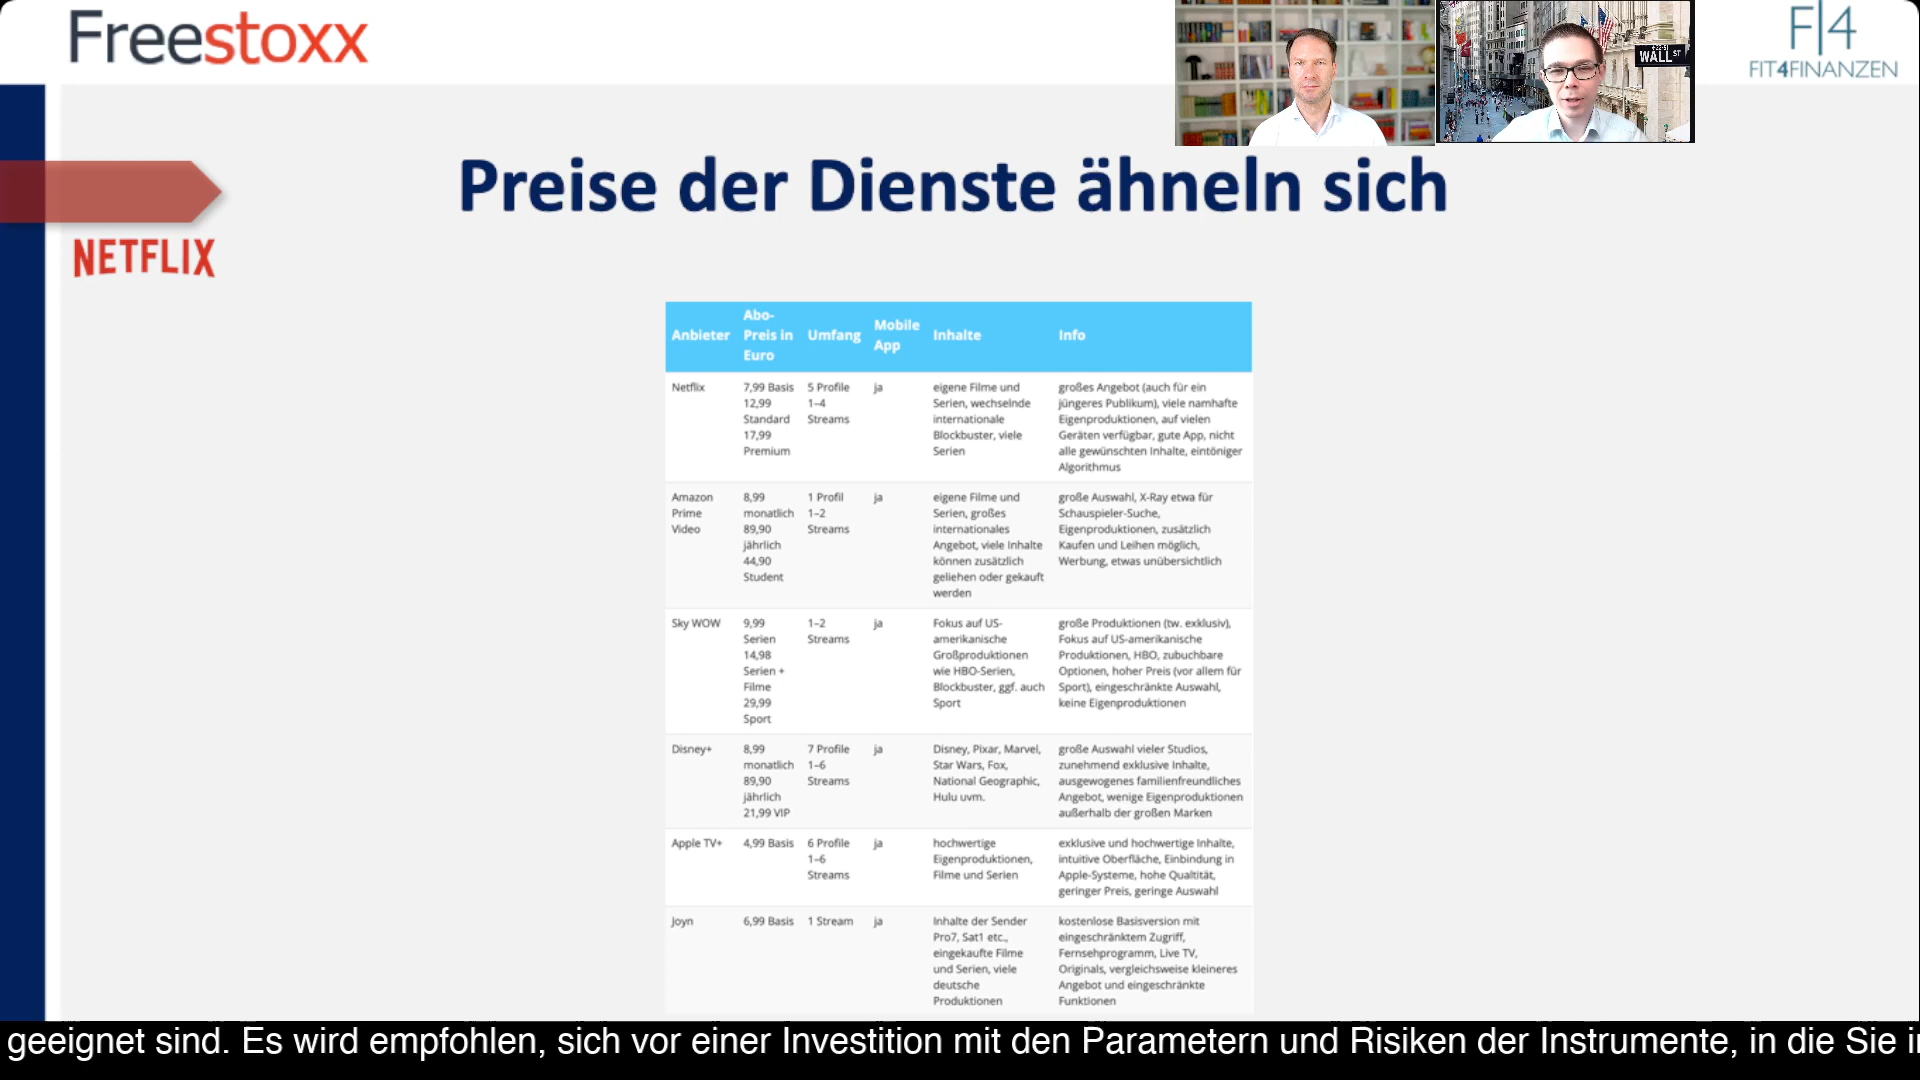 Freestoxx
WALL ST
F|4
FIT4FINANZEN
Preise der Dienste ähneln sich
NETFLIX
Anbieter
Abo-
Preis in
Euro
Umfang
Mobile
App
Inhalte
Info
Netflix
7,99 Basis
12,99
Standard
17,99
Premium
5 Profile
1–4
Streams
ja
eigene Filme und
Serien, wechselnde
internationale
Blockbuster, viele
Serien
großes Angebot (auch für ein
jüngeres Publikum), viele namhafte
Eigenproduktionen, auf vielen
Geräten verfügbar, gute App, nicht
alle gewünschten Inhalte, eintöniger
Algorithmus
Amazon
Prime
Video
8,99
monatlich
89,90
jährlich
44,90
Student
1 Profil
1–2
Streams
ja
eigene Filme und
Serien, großes
internationales
Angebot, viele Inhalte
können zusätzlich
geliehen oder gekauft
werden
große Auswahl, X-Ray etwa für
Schauspieler-Suche,
Eigenproduktionen, zusätzlich
Kaufen und Leihen möglich,
Werbung, etwas unübersichtlich
Sky WOW
9,99
Serien
14,98
Serien +
Filme
29,99
Sport
1–2
Streams
ja
Fokus auf US-
amerikanische
Großproduktionen
wie HBO-Serien,
Blockbuster, ggf. auch
Sport
große Produktionen (tw. exklusiv),
Fokus auf US-amerikanische
Produktionen, HBO, zubuchbare
Optionen, hoher Preis (vor allem für
Sport), eingeschränkte Auswahl,
keine Eigenproduktionen
Disney+
8,99
monatlich
89,90
jährlich
21,99 VIP
7 Profile
1–6
Streams
ja
Disney, Pixar, Marvel,
Star Wars, Fox,
National Geographic,
Hulu uvm.
große Auswahl vieler Studios,
zunehmend exklusive Inhalte,
ausgewogenes familienfreundliches
Angebot, wenige Eigenproduktionen
außerhalb der großen Marken
Apple TV+
4,99 Basis
6 Profile
1–6
Streams
ja
hochwertige
Eigenproduktionen,
Filme und Serien
exklusive und hochwertige Inhalte,
intuitive Oberfläche, Einbindung in
Apple-Systeme, hohe Qualtität,
geringer Preis, geringe Auswahl
Joyn
6,99 Basis
1 Stream
ja
Inhalte der Sender
Pro7, Sat1 etc.,
eingekaufte Filme
und Serien, viele
deutsche
Produktionen
kostenlose Basisversion mit
eingeschränktem Zugriff,
Fernsehprogramm, Live TV,
Originals, vergleichsweise kleineres
Angebot und eingeschränkte
Funktionen
geeignet sind. Es wird empfohlen, sich vor einer Investition mit den Parametern und Risiken der Instrumente, in die Sie